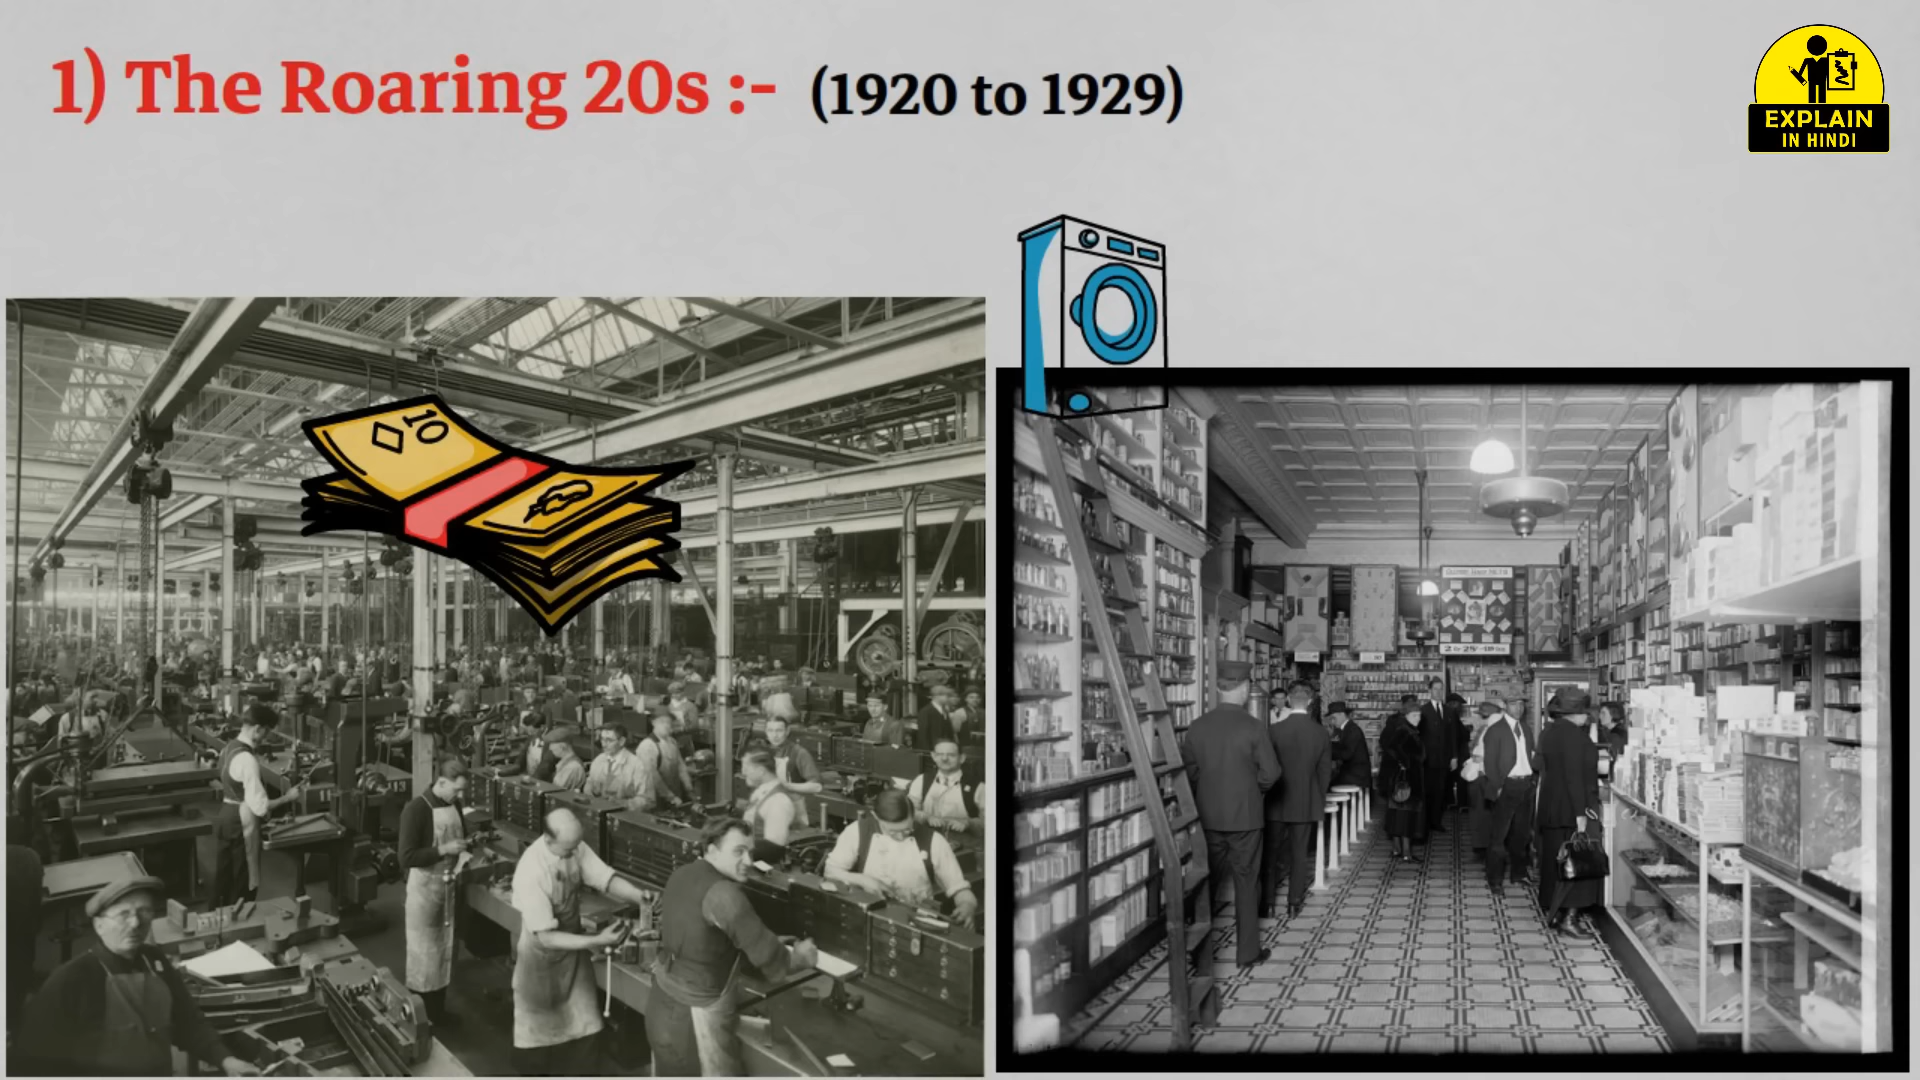 1) The Roaring 20s :- (1920 to 1929)
EXPLAIN
IN HINDI
10